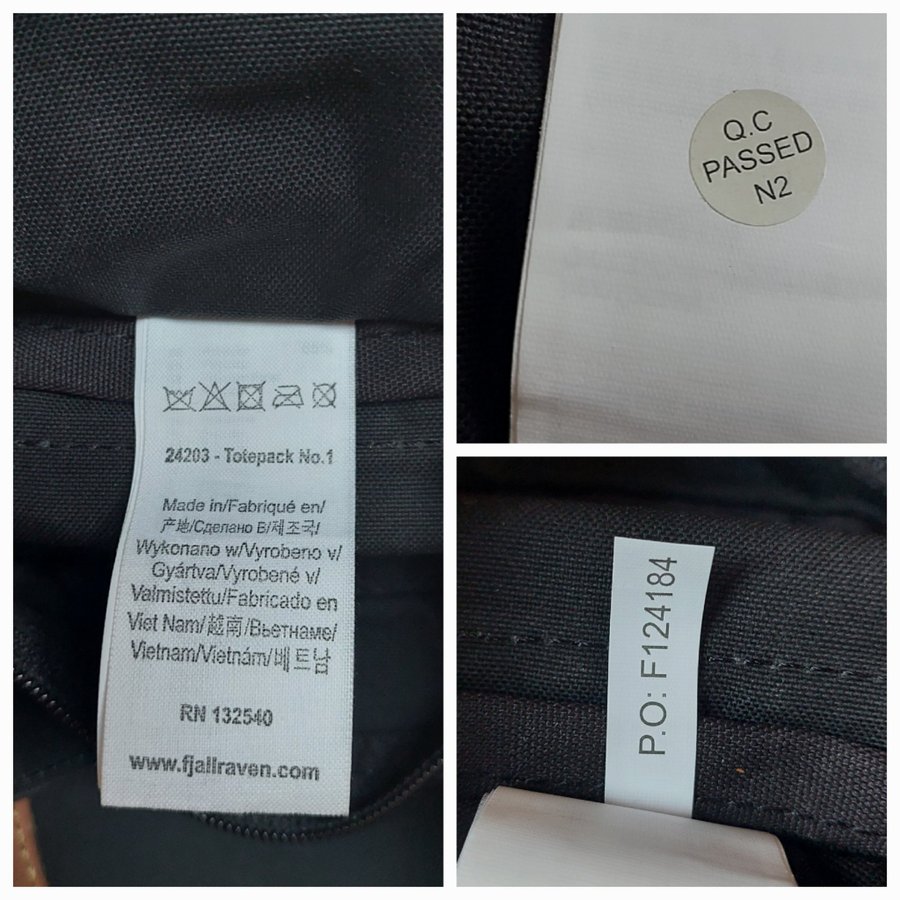 24203 - Totepack No.1
Made in/Fabriqué en/
产地/Сделано В/제조국/
Wykonano w/Vyrobeno v/
Gyártva/Vyrobené v/
Valmistettu/Fabricado en
Viet Nam/越南/Вьетнаме/
Vietnam/Vietnám/베트남
RN 132540
www.fjallraven.com
Q.C
PASSED
N2
P.O: F124184